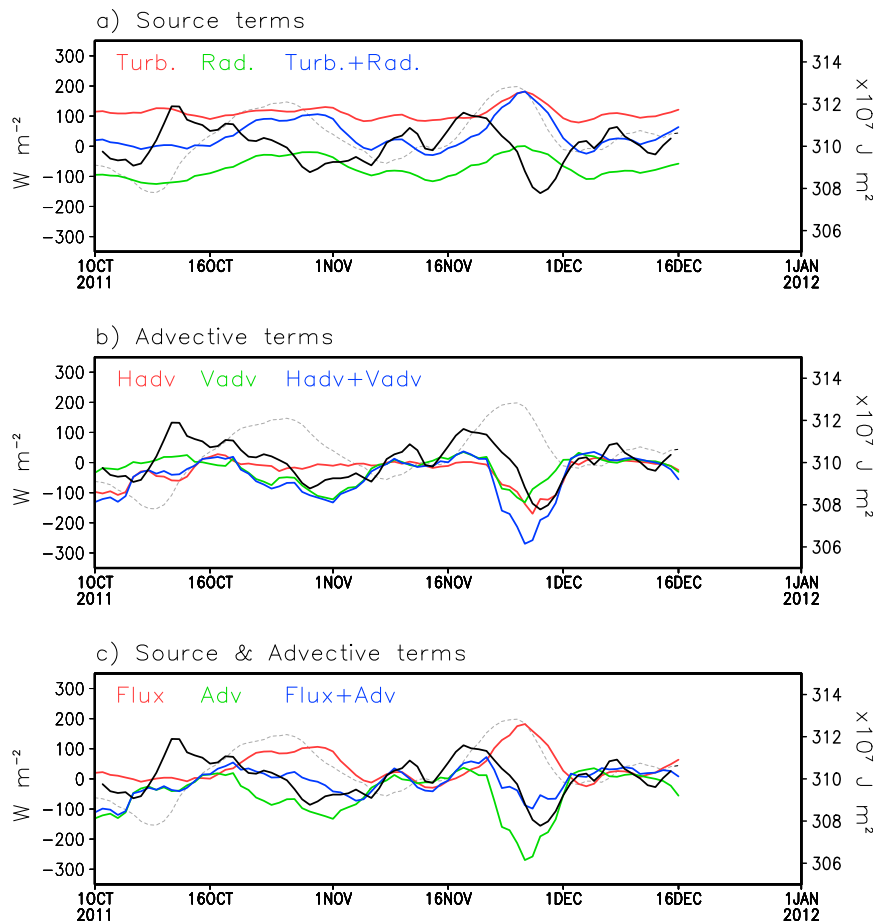 a) Source terms
Turb. Rad. Turb.+Rad.
300
200
100
0
−100
−200
−300
W m⁻²
314
312
310
308
306
×10⁷ J m²
1OCT 16OCT 1NOV 16NOV 1DEC 16DEC 1JAN
2011 2012
b) Advective terms
Hadv Vadv Hadv+Vadv
300
200
100
0
−100
−200
−300
W m⁻²
314
312
310
308
306
×10⁷ J m²
1OCT 16OCT 1NOV 16NOV 1DEC 16DEC 1JAN
2011 2012
c) Source & Advective terms
Flux Adv Flux+Adv
300
200
100
0
−100
−200
−300
W m⁻²
314
312
310
308
306
×10⁷ J m²
1OCT 16OCT 1NOV 16NOV 1DEC 16DEC 1JAN
2011 2012